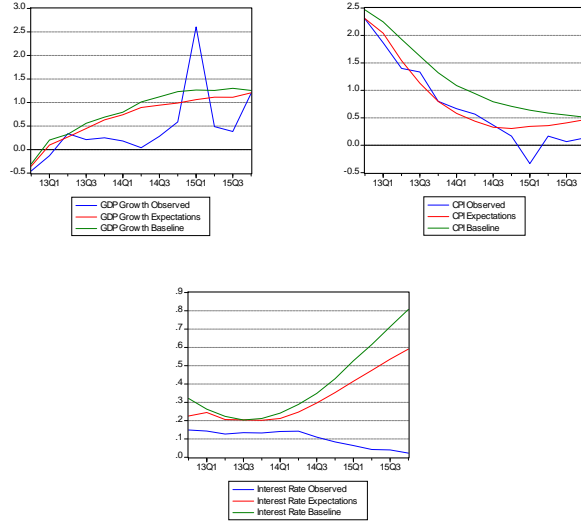 3.0
2.5
2.0
1.5
1.0
0.5
0.0
-0.5
13Q1 13Q3 14Q1 14Q3 15Q1 15Q3
GDP Growth Observed
GDP Growth Expectations
GDP Growth Baseline
2.5
2.0
1.5
1.0
0.5
0.0
-0.5
13Q1 13Q3 14Q1 14Q3 15Q1 15Q3
CPI Observed
CPI Expectations
CPI Baseline
.9
.8
.7
.6
.5
.4
.3
.2
.1
.0
13Q1 13Q3 14Q1 14Q3 15Q1 15Q3
Interest Rate Observed
Interest Rate Expectations
Interest Rate Baseline